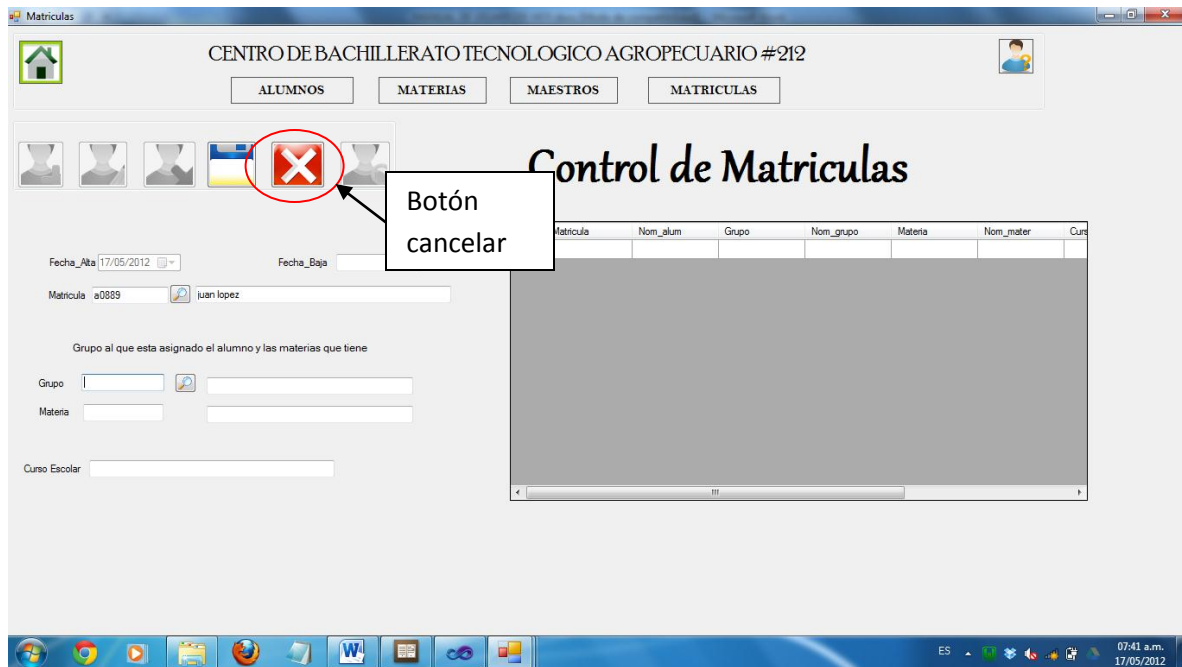 Matriculas
CENTRO DE BACHILLERATO TECNOLOGICO AGROPECUARIO #212
ALUMNOS MATERIAS MAESTROS MATRICULAS
Control de Matriculas
Botón
cancelar
Matricula Nom_alum Grupo Nom_grupo Materia Nom_mater Curs
Fecha_Alta 17/05/2012 Fecha_Baja
Matricula a0889 juan lopez
Grupo al que esta asignado el alumno y las materias que tiene
Grupo
Materia
Curso Escolar
ES 07:41 a.m.
17/05/2012